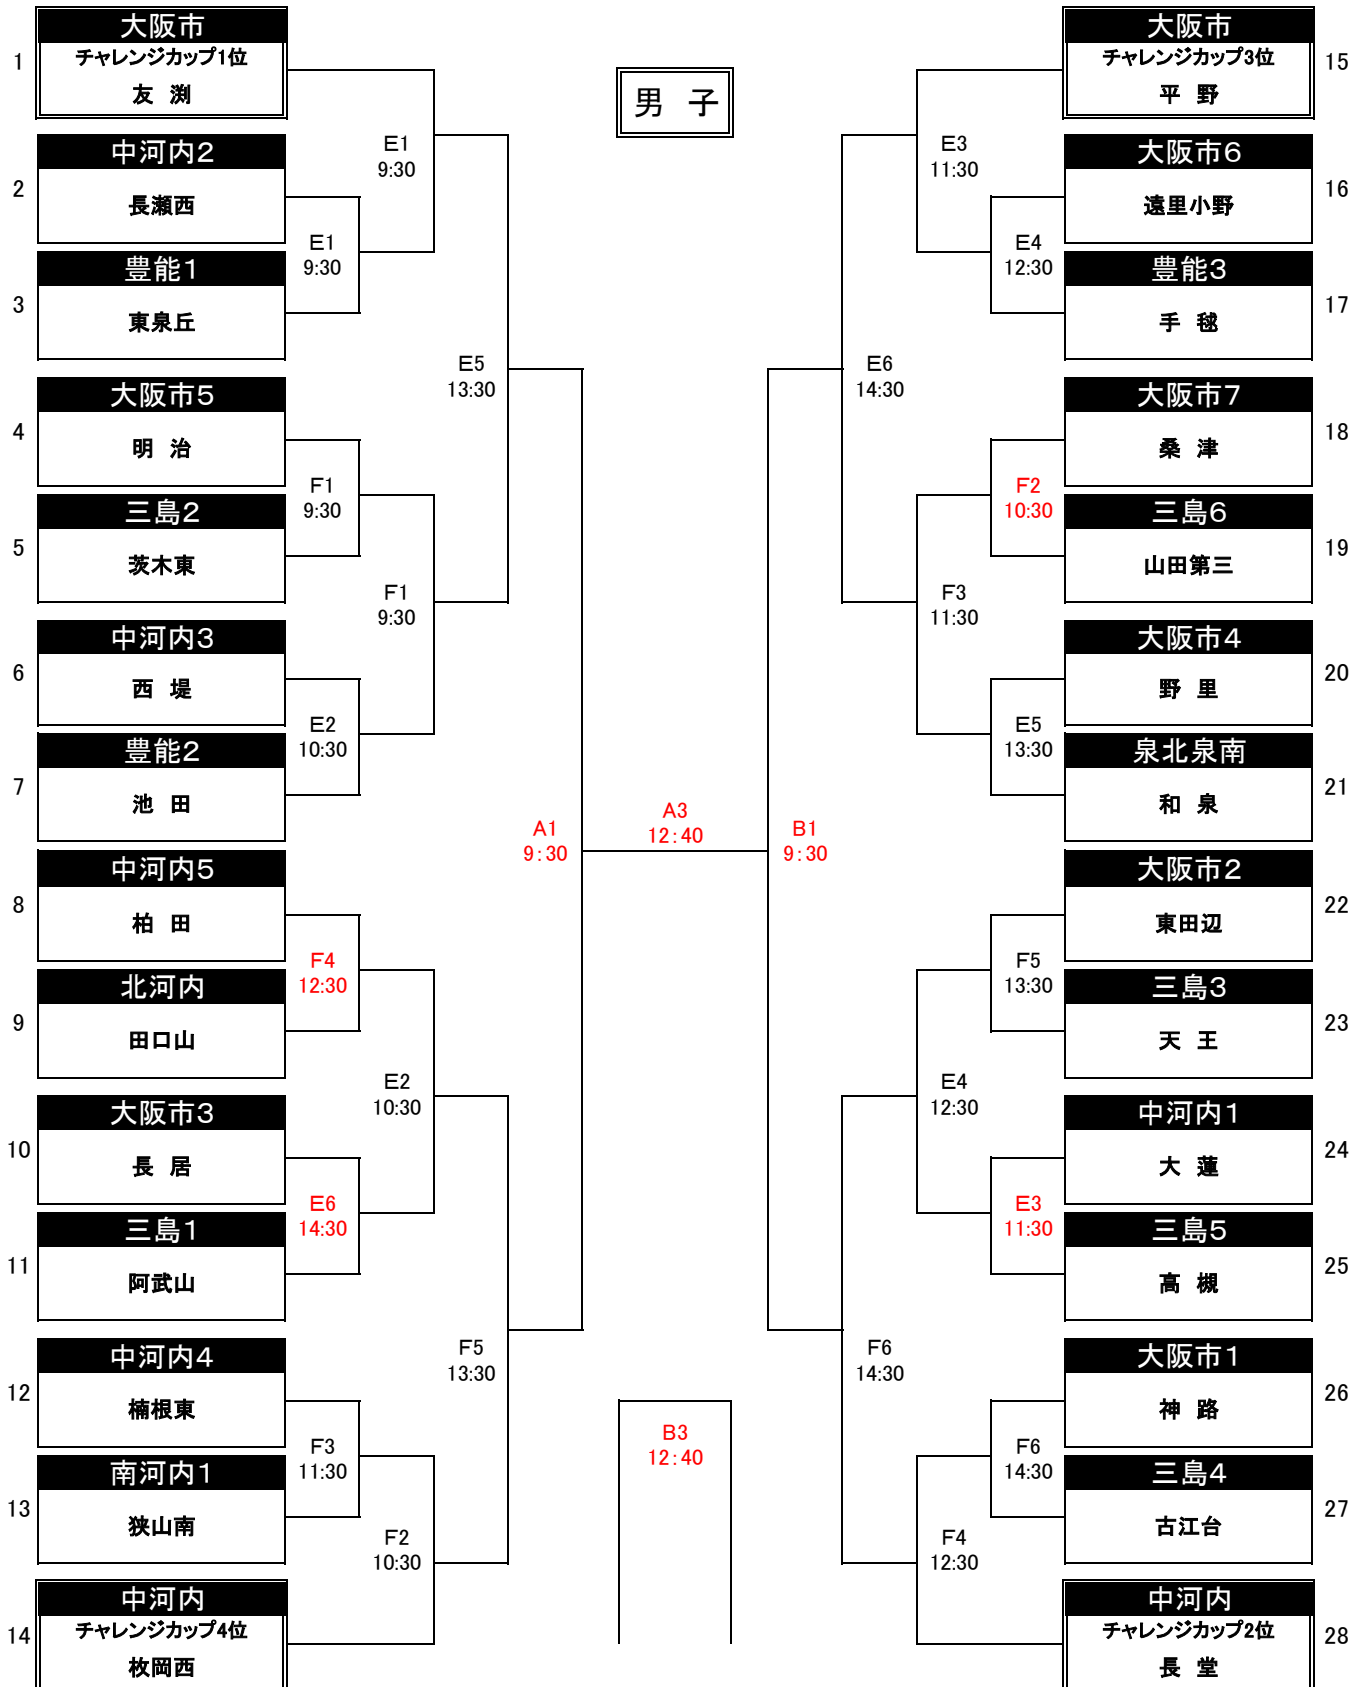 男 子
1
大阪市
チャレンジカップ1位
友 渕
2
中河内2
長瀬西
3
豊能1
東泉丘
4
大阪市5
明 治
5
三島2
茨木東
6
中河内3
西 堤
7
豊能2
池 田
8
中河内5
柏 田
9
北河内
田口山
10
大阪市3
長 居
11
三島1
阿武山
12
中河内4
楠根東
13
南河内1
狭山南
14
中河内
チャレンジカップ4位
枚岡西
E1
9:30
E1
9:30
F1
9:30
E2
10:30
F1
9:30
E5
13:30
F4
12:30
E6
14:30
E2
10:30
F3
11:30
F2
10:30
F5
13:30
A1
9:30
A3
12:40
B1
9:30
B3
12:40
E3
11:30
E4
12:30
E6
14:30
F2
10:30
F3
11:30
E5
13:30
F5
13:30
E4
12:30
E3
11:30
F6
14:30
F6
14:30
F4
12:30
大阪市
チャレンジカップ3位
平 野
15
大阪市6
遠里小野
16
豊能3
手 毬
17
大阪市7
桑 津
18
三島6
山田第三
19
大阪市4
野 里
20
泉北泉南
和 泉
21
大阪市2
東田辺
22
三島3
天 王
23
中河内1
大 蓮
24
三島5
高 槻
25
大阪市1
神 路
26
三島4
古江台
27
中河内
チャレンジカップ2位
長 堂
28